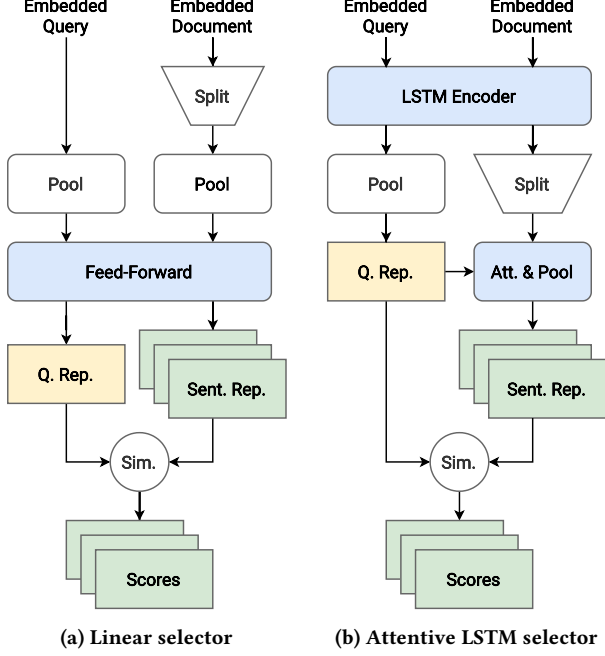 Embedded
Query
Embedded
Document
Split
Pool
Pool
Feed-Forward
Q. Rep.
Sent. Rep.
Sim.
Scores
(a) Linear selector
Embedded
Query
Embedded
Document
LSTM Encoder
Pool
Split
Q. Rep.
Att. & Pool
Sent. Rep.
Sim.
Scores
(b) Attentive LSTM selector